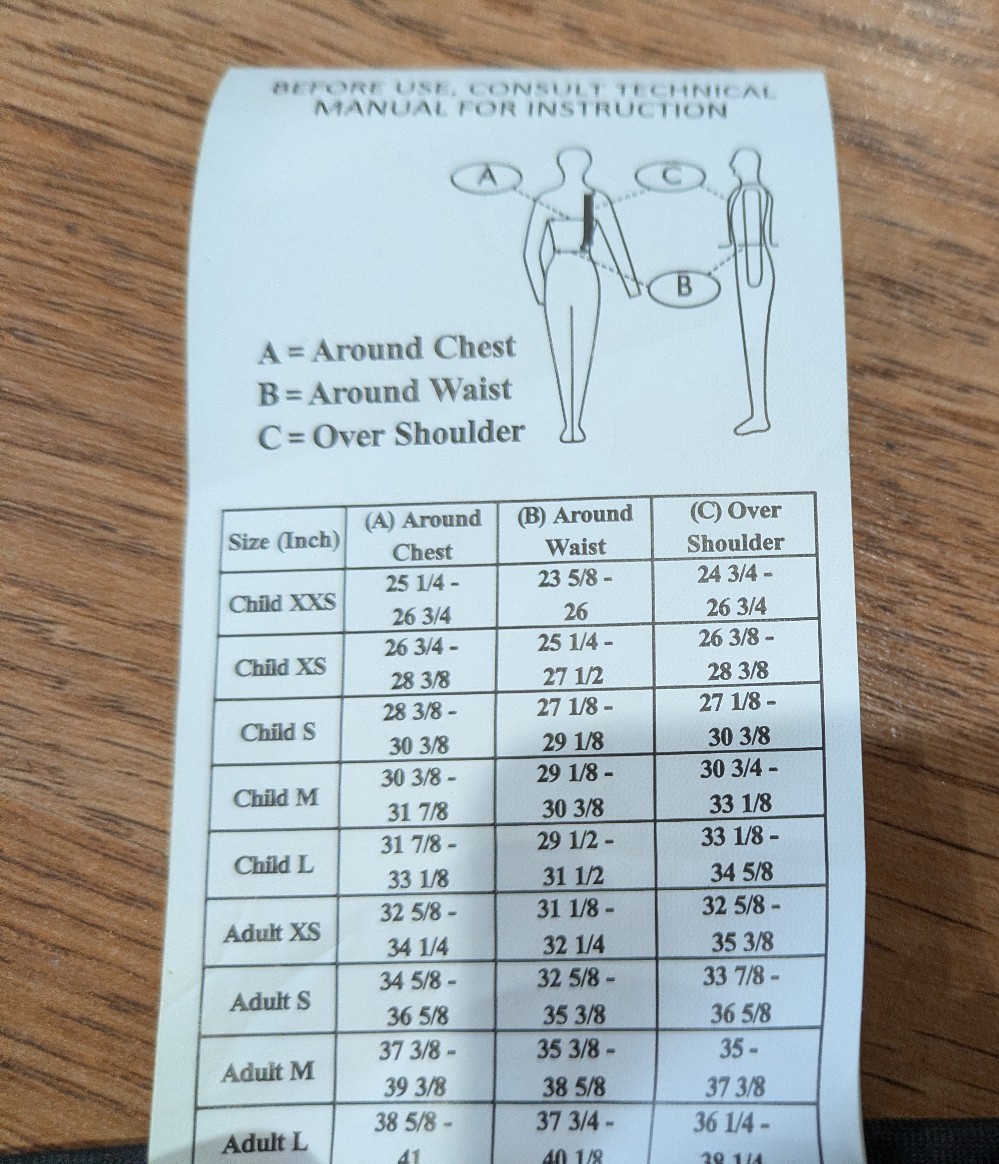 BEFORE USE, CONSULT TECHNICAL
MANUAL FOR INSTRUCTION
A
C
B
A = Around Chest
B = Around Waist
C = Over Shoulder
Size (Inch) (A) Around Chest (B) Around Waist (C) Over Shoulder
Child XXS 25 1/4 - 26 3/4 23 5/8 - 26 24 3/4 - 26 3/4
Child XS 26 3/4 - 28 3/8 25 1/4 - 27 1/2 26 3/8 - 28 3/8
Child S 28 3/8 - 30 3/8 27 1/8 - 29 1/8 27 1/8 - 30 3/8
Child M 30 3/8 - 31 7/8 29 1/8 - 30 3/8 30 3/4 - 33 1/8
Child L 31 7/8 - 33 1/8 29 1/2 - 31 1/2 33 1/8 - 34 5/8
Adult XS 32 5/8 - 34 1/4 31 1/8 - 32 1/4 32 5/8 - 35 3/8
Adult S 34 5/8 - 36 5/8 32 5/8 - 35 3/8 33 7/8 - 36 5/8
Adult M 37 3/8 - 39 3/8 35 3/8 - 38 5/8 35 - 37 3/8
Adult L 38 5/8 - 41 37 3/4 - 40 1/8 36 1/4 - 38 1/4